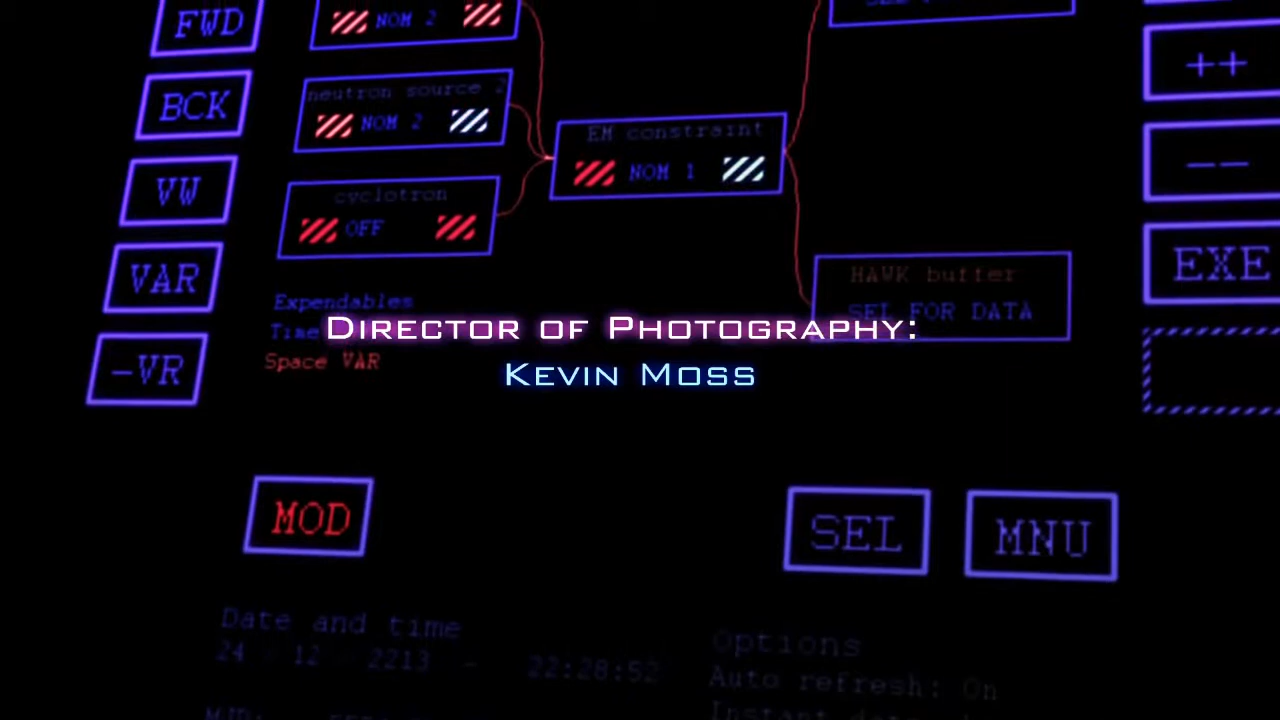 FWD
NOM 2
BCK
neutron source 2
NOM 2
EM constraint
NOM 1
++
VW
cyclotron
OFF
--
VAR
EXE
HAWK buffer
SEL FOR DATA
Expendables
Time
Space VAR
-VR
Director of Photography:
Kevin Moss
MOD
SEL
MNU
Date and time
24 12 2213 - 22:28:52
Options
Auto refresh: On
Instant